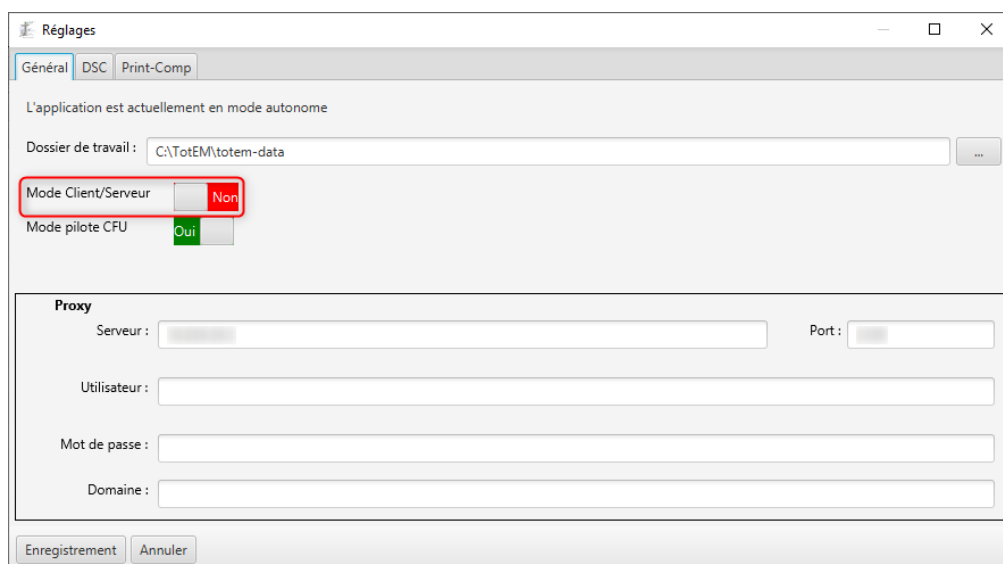 Réglages
Général DSC Print-Comp
L'application est actuellement en mode autonome
Dossier de travail : C:\TotEM\totem-data ...
Mode Client/Serveur Non
Mode pilote CFU Oui
Proxy
Serveur : Port :
Utilisateur :
Mot de passe :
Domaine :
Enregistrement Annuler